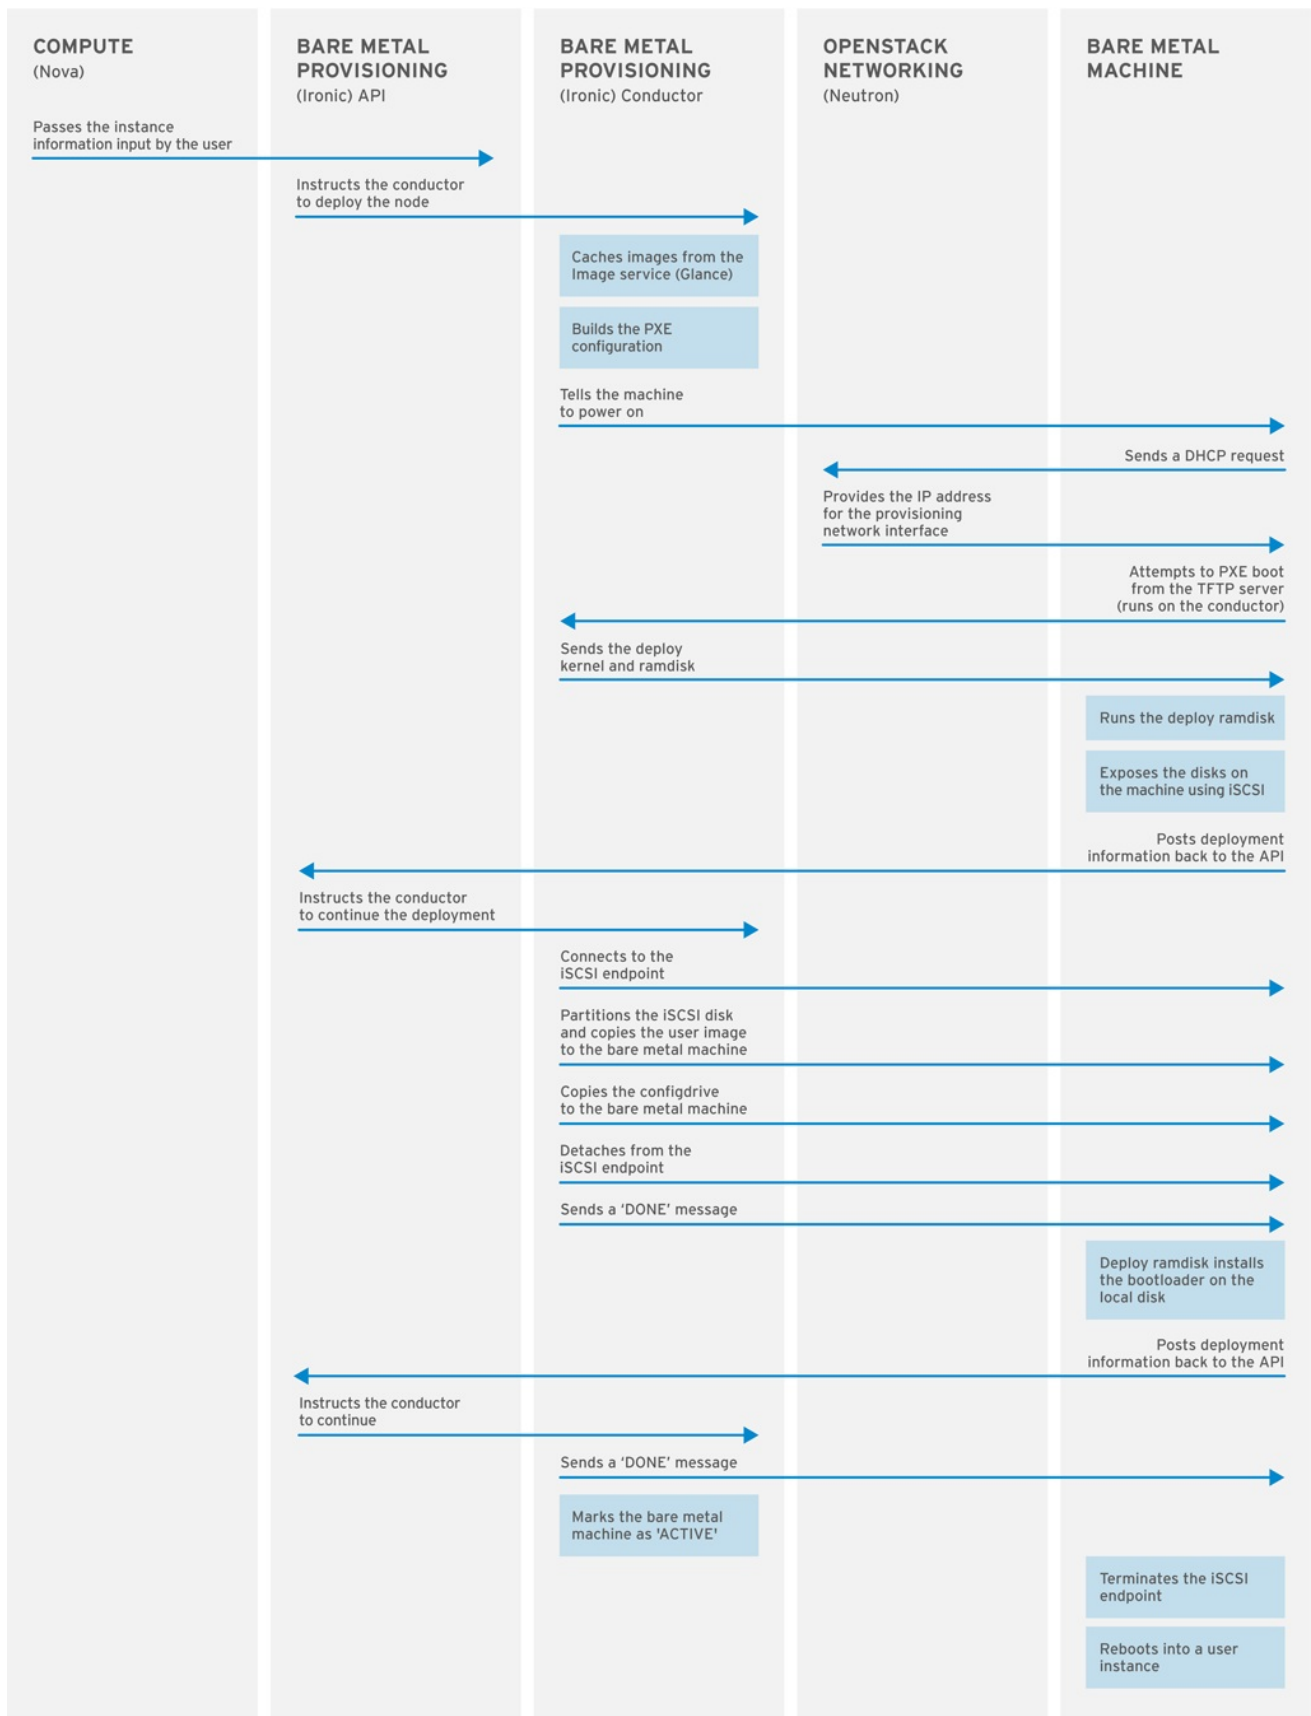 COMPUTE
(Nova)
BARE METAL
PROVISIONING
(Ironic) API
BARE METAL
PROVISIONING
(Ironic) Conductor
OPENSTACK
NETWORKING
(Neutron)
BARE METAL
MACHINE
Passes the instance
information input by the user
Instructs the conductor
to deploy the node
Caches images from the
Image service (Glance)
Builds the PXE
configuration
Tells the machine
to power on
Sends a DHCP request
Provides the IP address
for the provisioning
network interface
Attempts to PXE boot
from the TFTP server
(runs on the conductor)
Sends the deploy
kernel and ramdisk
Runs the deploy ramdisk
Exposes the disks on
the machine using iSCSI
Posts deployment
information back to the API
Instructs the conductor
to continue the deployment
Connects to the
iSCSI endpoint
Partitions the iSCSI disk
and copies the user image
to the bare metal machine
Copies the configdrive
to the bare metal machine
Detaches from the
iSCSI endpoint
Sends a ‘DONE’ message
Deploy ramdisk installs
the bootloader on the
local disk
Posts deployment
information back to the API
Instructs the conductor
to continue
Sends a ‘DONE’ message
Marks the bare metal
machine as 'ACTIVE'
Terminates the iSCSI
endpoint
Reboots into a user
instance